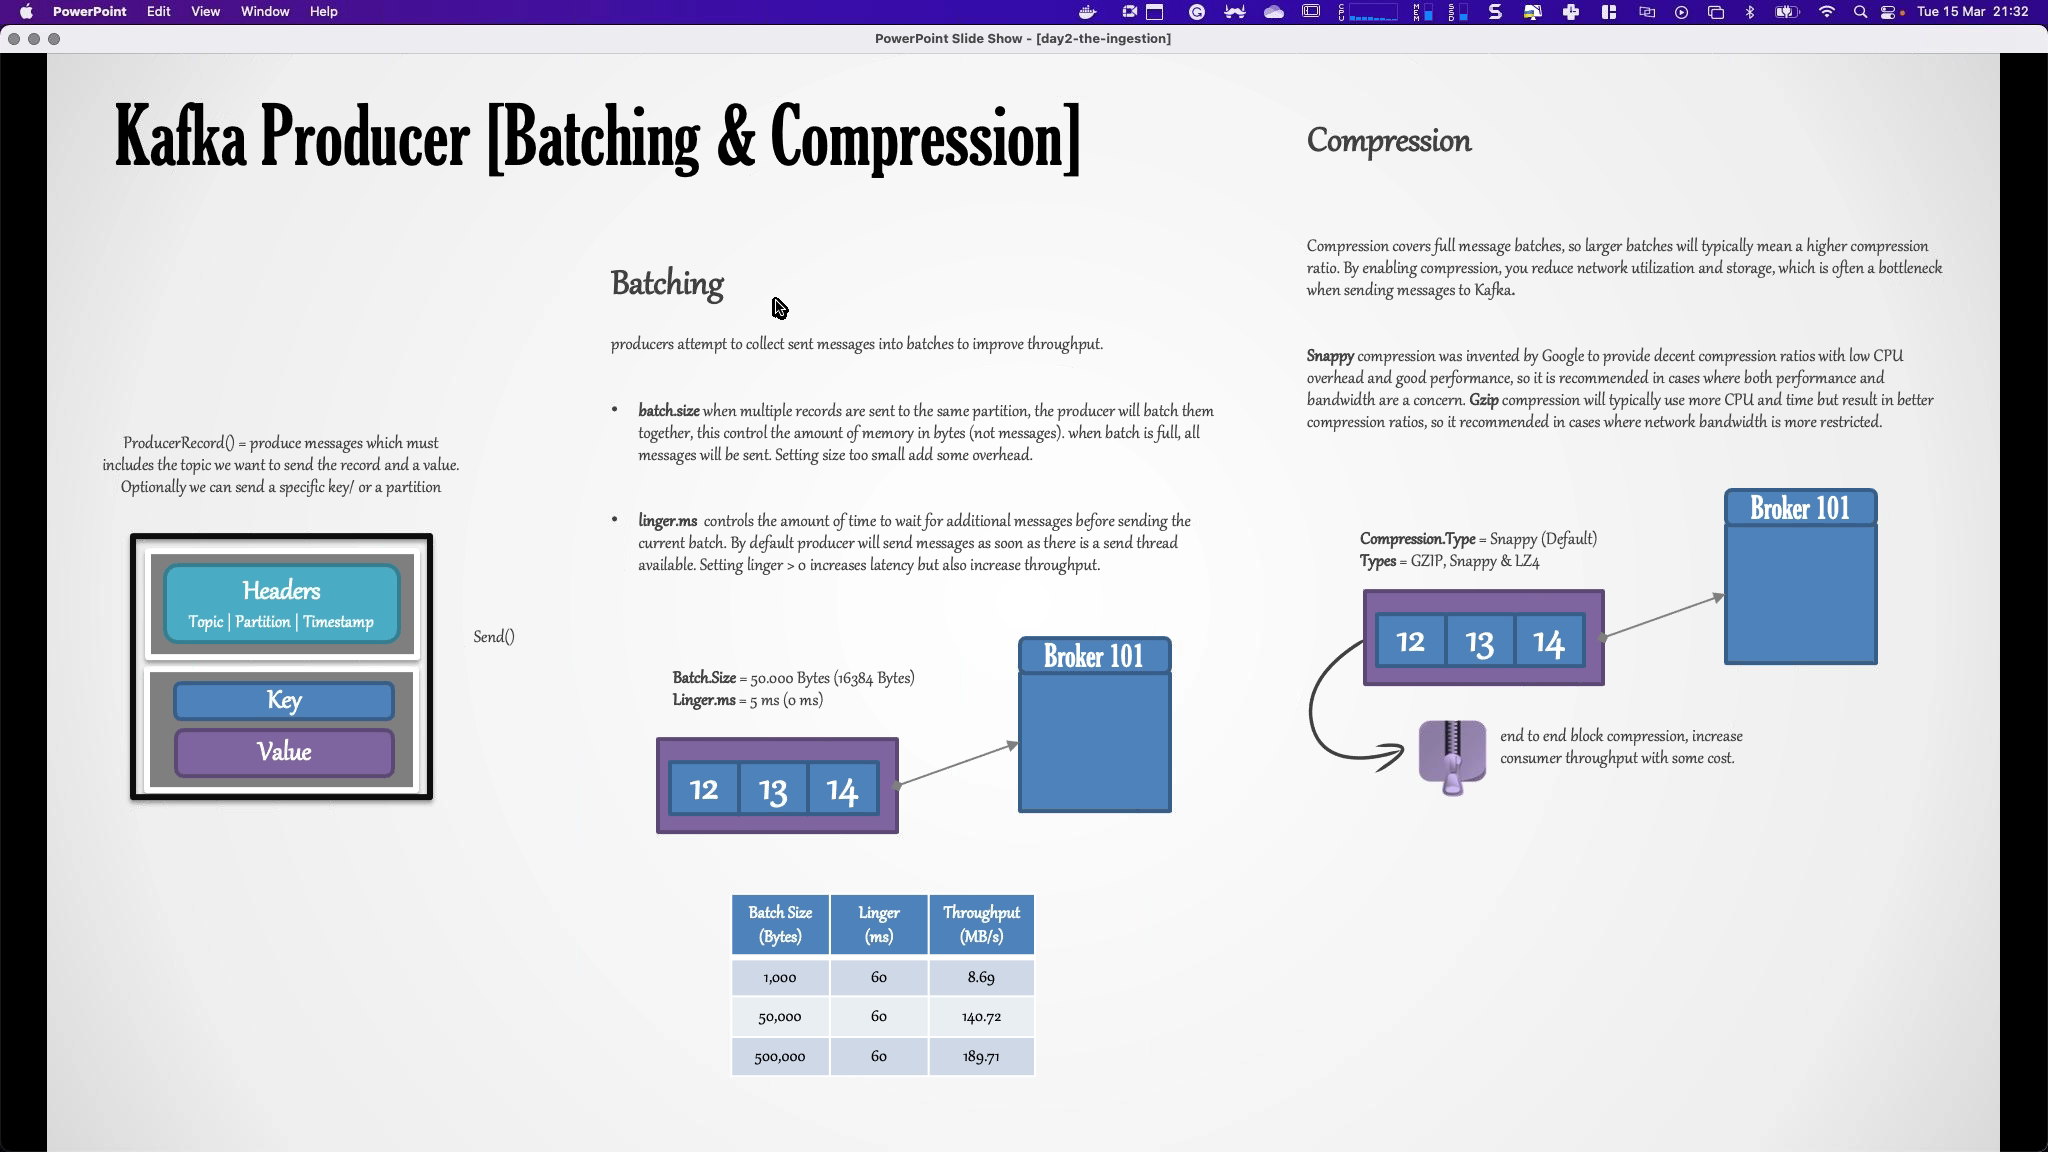 PowerPoint Edit View Window Help
Tue 15 Mar 21:32
PowerPoint Slide Show - [day2-the-ingestion]
Kafka Producer [Batching & Compression]
ProducerRecord() = produce messages which must
includes the topic we want to send the record and a value.
Optionally we can send a specific key/ or a partition
Headers
Topic | Partition | Timestamp
Key
Value
Send()
Batching
producers attempt to collect sent messages into batches to improve throughput.
• batch.size when multiple records are sent to the same partition, the producer will batch them
together, this control the amount of memory in bytes (not messages). when batch is full, all
messages will be sent. Setting size too small add some overhead.
• linger.ms controls the amount of time to wait for additional messages before sending the
current batch. By default producer will send messages as soon as there is a send thread
available. Setting linger > 0 increases latency but also increase throughput.
Batch.Size = 50.000 Bytes (16384 Bytes)
Linger.ms = 5 ms (0 ms)
12 13 14
Broker 101
Batch Size
(Bytes)
Linger
(ms)
Throughput
(MB/s)
1,000 60 8.69
50,000 60 140.72
500,000 60 189.71
Compression
Compression covers full message batches, so larger batches will typically mean a higher compression
ratio. By enabling compression, you reduce network utilization and storage, which is often a bottleneck
when sending messages to Kafka.
Snappy compression was invented by Google to provide decent compression ratios with low CPU
overhead and good performance, so it is recommended in cases where both performance and
bandwidth are a concern. Gzip compression will typically use more CPU and time but result in better
compression ratios, so it recommended in cases where network bandwidth is more restricted.
Compression.Type = Snappy (Default)
Types = GZIP, Snappy & LZ4
12 13 14
Broker 101
end to end block compression, increase
consumer throughput with some cost.